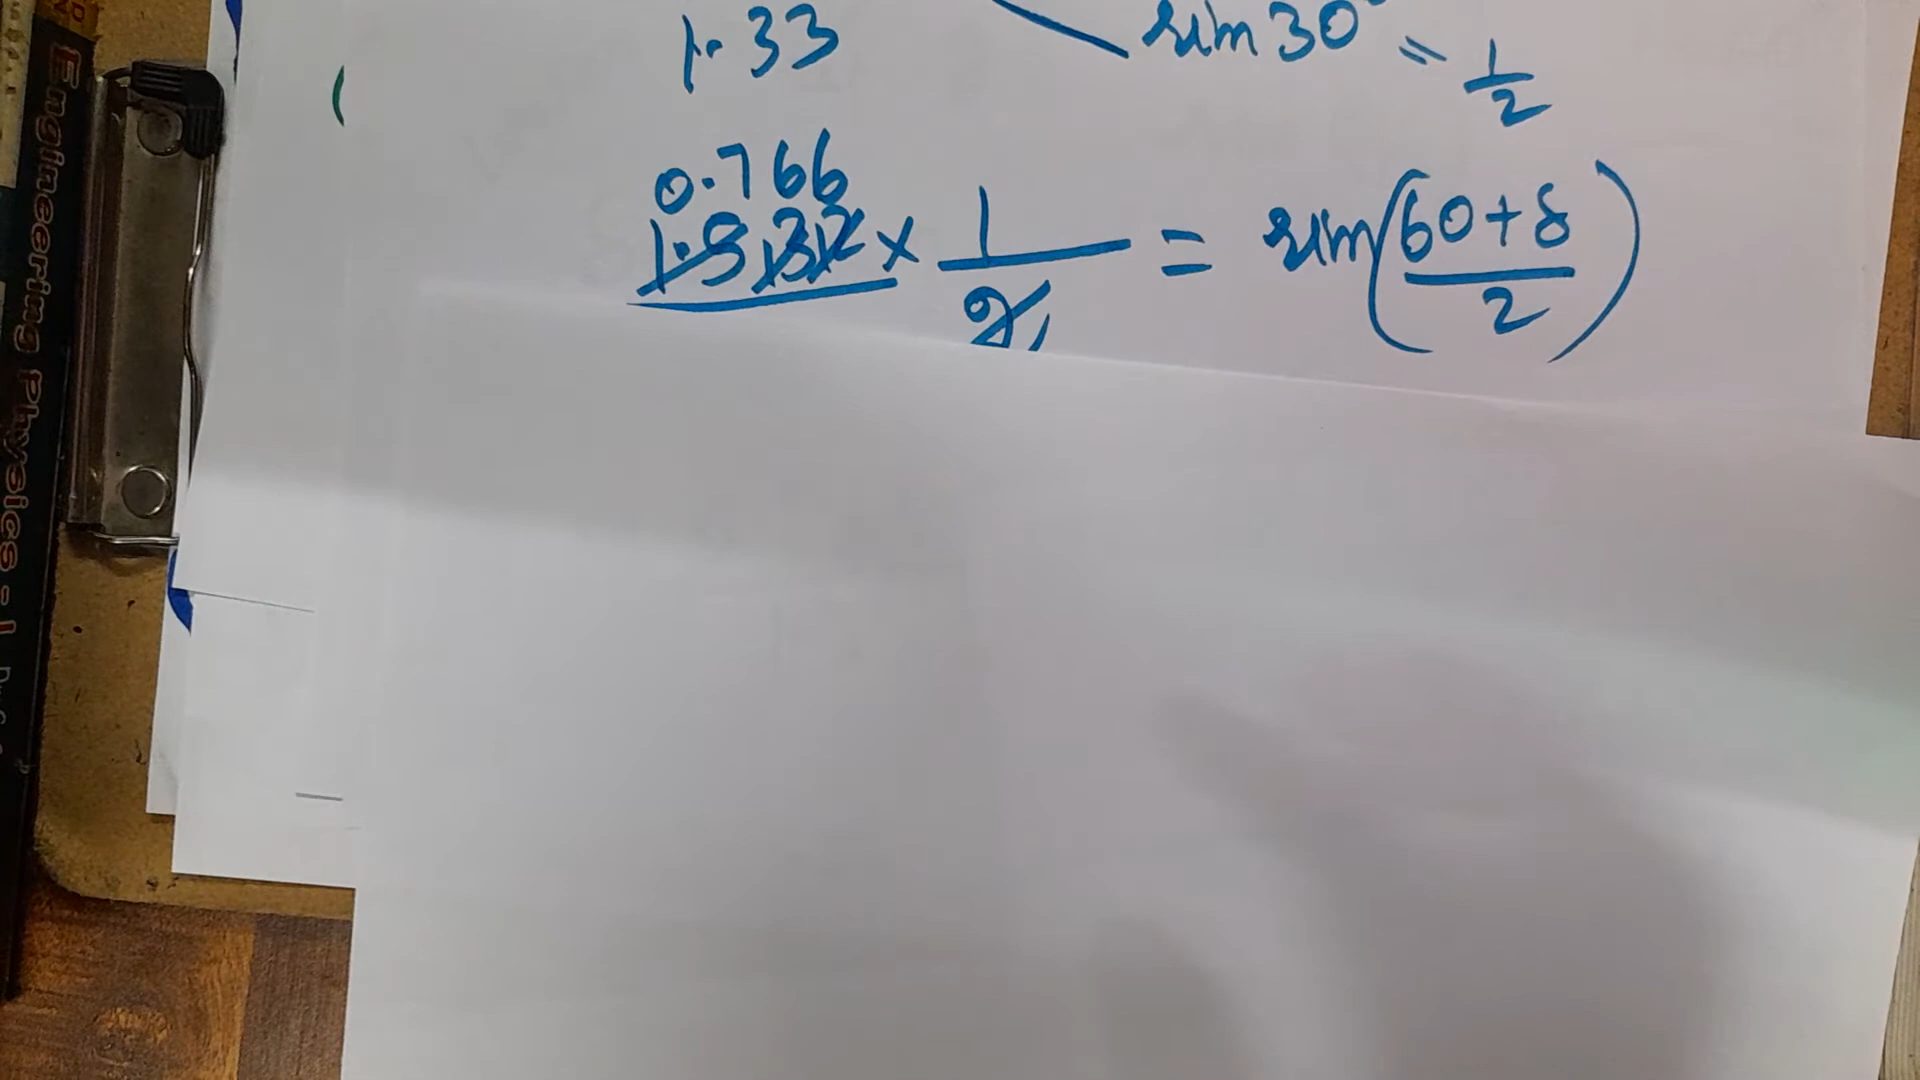 1.33
sin 30° = 1/2
0.766
1.532 × 1/2 = sin(60+δ/2)
Engineering Physics - I